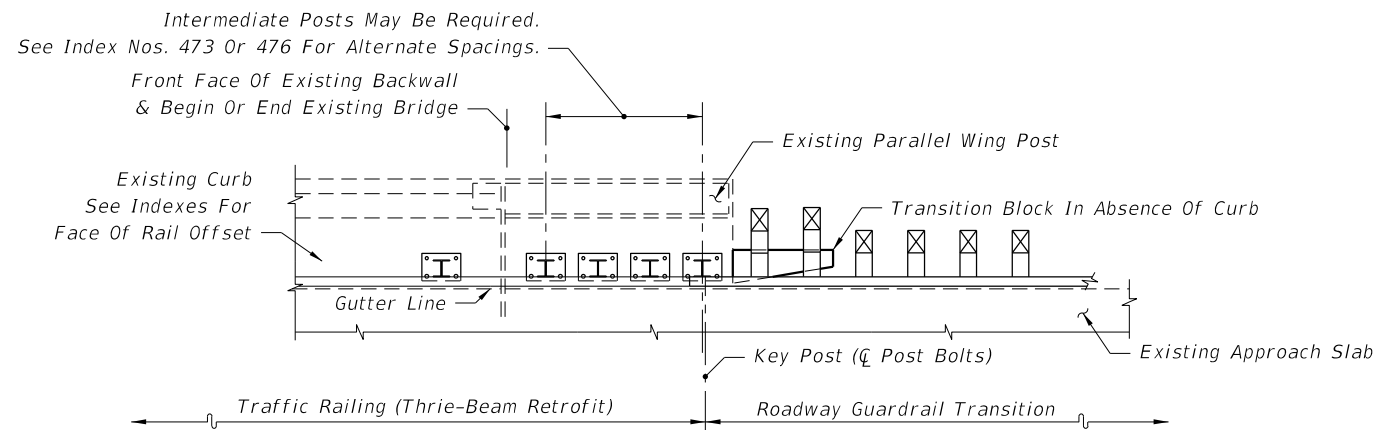 Intermediate Posts May Be Required.
See Index Nos. 473 Or 476 For Alternate Spacings.
Front Face Of Existing Backwall
& Begin Or End Existing Bridge
Existing Parallel Wing Post
Existing Curb
See Indexes For
Face Of Rail Offset
Transition Block In Absence Of Curb
Gutter Line
Key Post (℄ Post Bolts)
Existing Approach Slab
Traffic Railing (Thrie-Beam Retrofit)
Roadway Guardrail Transition